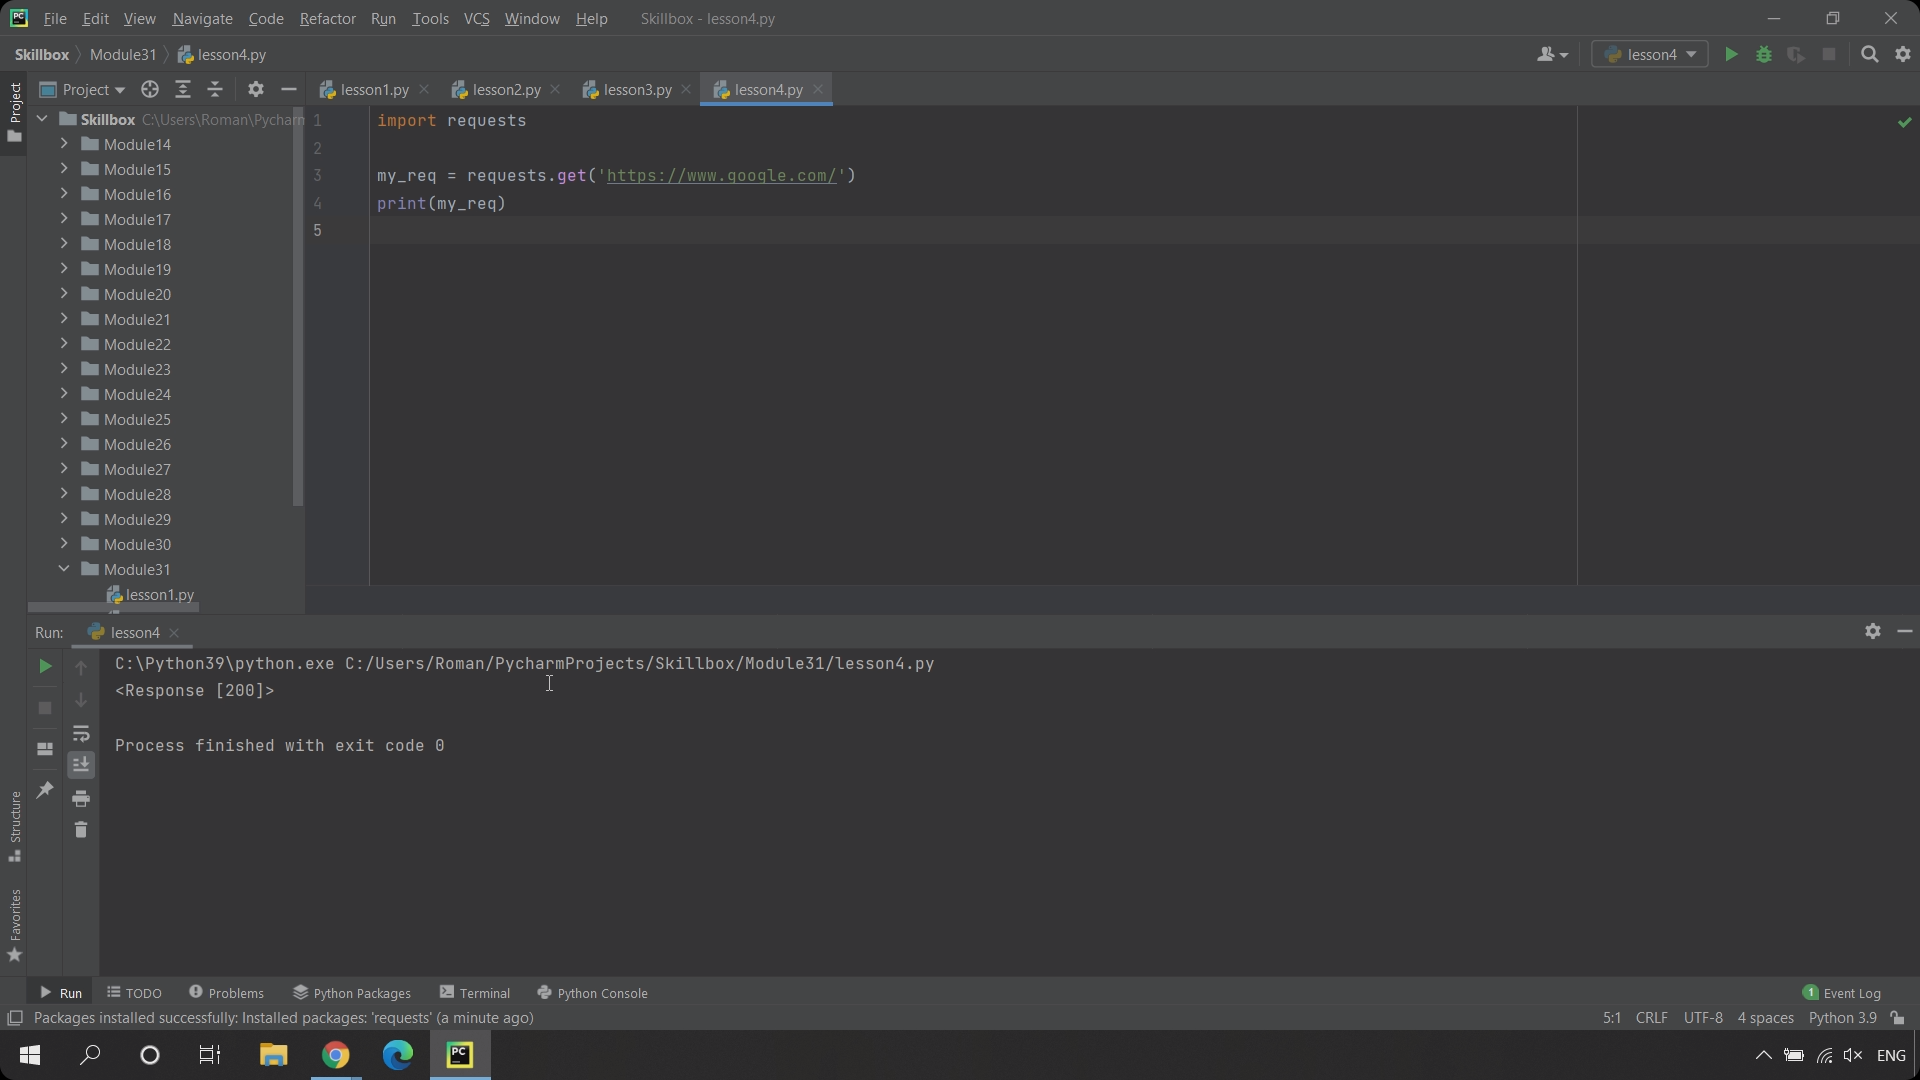 File Edit View Navigate Code Refactor Run Tools VCS Window Help Skillbox - lesson4.py
Skillbox Module31 lesson4.py
lesson4
Project
Project
lesson1.py
lesson2.py
lesson3.py
lesson4.py
Skillbox C:\Users\Roman\Pycharm
Module14
Module15
Module16
Module17
Module18
Module19
Module20
Module21
Module22
Module23
Module24
Module25
Module26
Module27
Module28
Module29
Module30
Module31
lesson1.py
1 import requests
2
3 my_req = requests.get('https://www.google.com/')
4 print(my_req)
5
Run: lesson4
C:\Python39\python.exe C:/Users/Roman/PycharmProjects/Skillbox/Module31/lesson4.py
<Response [200]>
Process finished with exit code 0
Structure
Favorites
Run TODO Problems Python Packages Terminal Python Console 1 Event Log
Packages installed successfully: Installed packages: 'requests' (a minute ago) 5:1 CRLF UTF-8 4 spaces Python 3.9
PC ENG